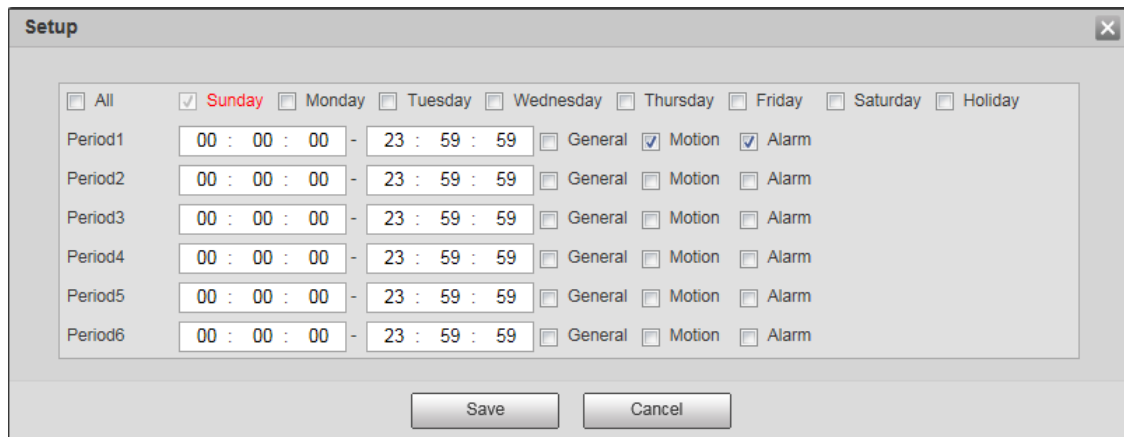 Setup
All Sunday Monday Tuesday Wednesday Thursday Friday Saturday Holiday
Period1 00 : 00 : 00 - 23 : 59 : 59 General Motion Alarm
Period2 00 : 00 : 00 - 23 : 59 : 59 General Motion Alarm
Period3 00 : 00 : 00 - 23 : 59 : 59 General Motion Alarm
Period4 00 : 00 : 00 - 23 : 59 : 59 General Motion Alarm
Period5 00 : 00 : 00 - 23 : 59 : 59 General Motion Alarm
Period6 00 : 00 : 00 - 23 : 59 : 59 General Motion Alarm
Save Cancel